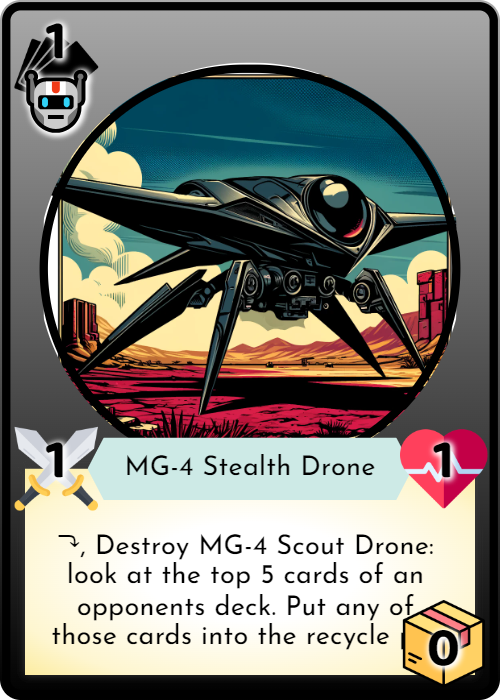 1
1
MG-4 Stealth Drone
1
⤵, Destroy MG-4 Scout Drone:
look at the top 5 cards of an
opponents deck. Put any of
those cards into the recycle
0